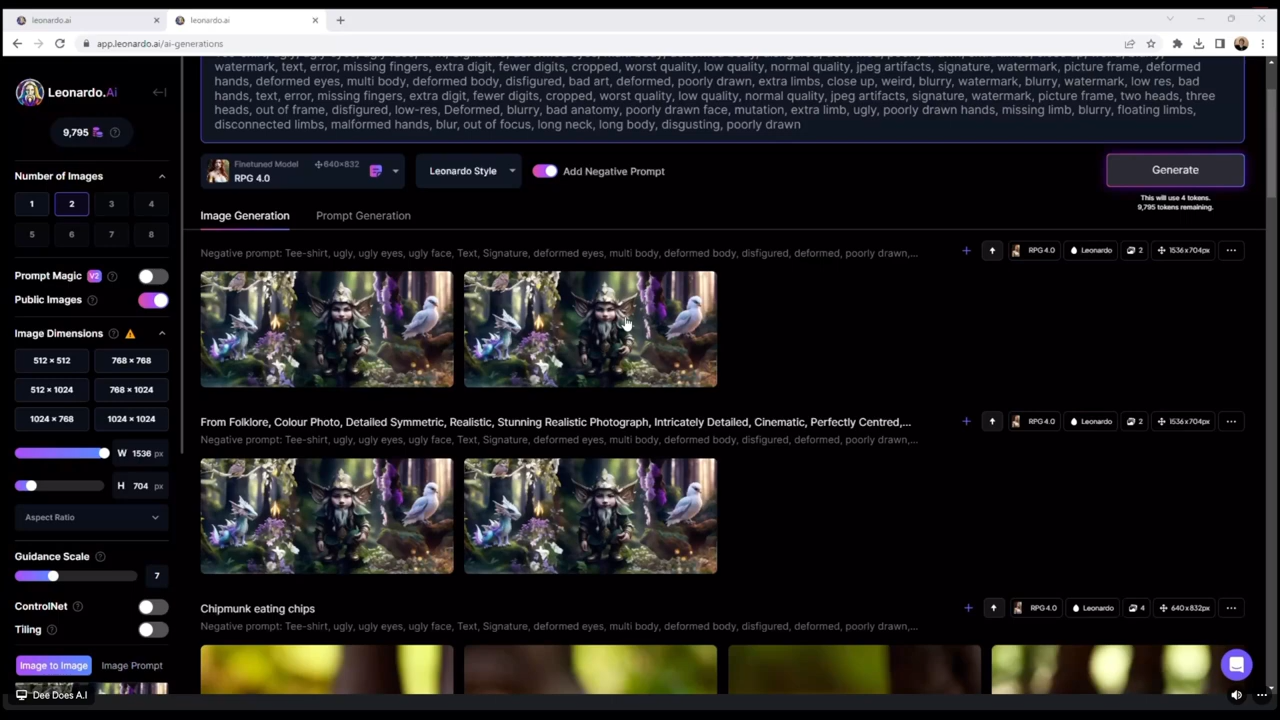 leonardo.ai
leonardo.ai
app.leonardo.ai/ai-generations
Leonardo.Ai
9,795
Number of Images
1 2 3 4
5 6 7 8
Prompt Magic V2
Public Images
Image Dimensions
512 × 512 768 × 768
512 × 1024 768 × 1024
1024 × 768 1024 × 1024
W 1536 px
H 704 px
Aspect Ratio
Guidance Scale
7
ControlNet
Tiling
Image to Image Image Prompt
Dee Does A.I
watermark, text, error, missing fingers, extra digit, fewer digits, cropped, worst quality, low quality, normal quality, jpeg artifacts, signature, watermark, picture frame, deformed
hands, deformed eyes, multi body, deformed body, disfigured, bad art, deformed, poorly drawn, extra limbs, close up, weird, blurry, watermark, blurry, watermark, low res, bad
hands, text, error, missing fingers, extra digit, fewer digits, cropped, worst quality, low quality, normal quality, jpeg artifacts, signature, watermark, picture frame, two heads, three
hands, out of frame, disfigured, low-res, Deformed, blurry, bad anatomy, poorly drawn face, mutation, extra limb, ugly, poorly drawn hands, missing limb, blurry, floating limbs,
disconnected limbs, malformed hands, blur, out of focus, long neck, long body, disgusting, poorly drawn
Finetuned Model 640×832
RPG 4.0
Leonardo Style
Add Negative Prompt
Generate
This will use 4 tokens.
9,795 tokens remaining.
Image Generation Prompt Generation
Negative prompt: Tee-shirt, ugly, ugly eyes, ugly face, Text, Signature, deformed eyes, multi body, deformed body, disfigured, deformed, poorly drawn,...
RPG 4.0 Leonardo 2 1536x704px
From Folklore, Colour Photo, Detailed Symmetric, Realistic, Stunning Realistic Photograph, Intricately Detailed, Cinematic, Perfectly Centred,...
RPG 4.0 Leonardo 2 1536x704px
Negative prompt: Tee-shirt, ugly, ugly eyes, ugly face, Text, Signature, deformed eyes, multi body, deformed body, disfigured, deformed, poorly drawn,...
Chipmunk eating chips
RPG 4.0 Leonardo 4 640x832px
Negative prompt: Tee-shirt, ugly, ugly eyes, ugly face, Text, Signature, deformed eyes, multi body, deformed body, disfigured, deformed, poorly drawn,...